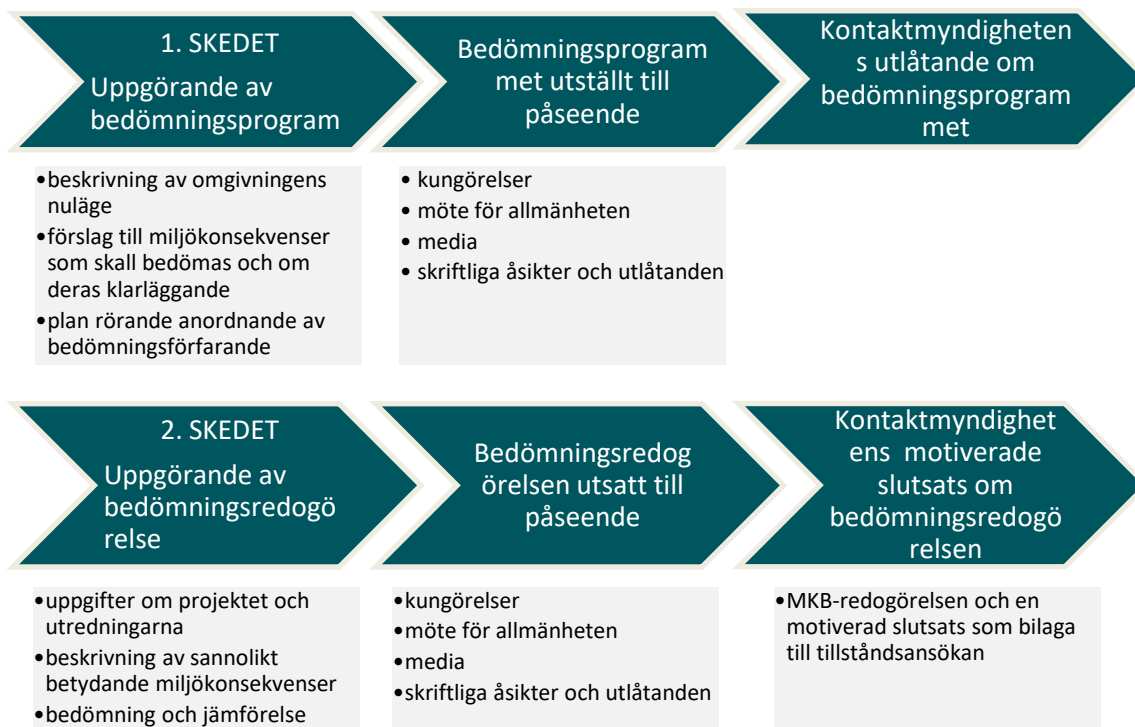 1. SKEDET
Uppgörande av
bedömningsprogram
Bedömningsprogram
met utställt till
påseende
Kontaktmyndigheten
s utlåtande om
bedömningsprogram
met
•beskrivning av omgivningens
nuläge
•förslag till miljökonsekvenser
som skall bedömas och om
deras klarläggande
•plan rörande anordnande av
bedömningsförfarande
• kungörelser
• möte för allmänheten
• media
• skriftliga åsikter och utlåtanden
2. SKEDET
Uppgörande av
bedömningsredogö
relse
Bedömningsredog
örelsen utsatt till
påseende
Kontaktmyndighet
ens motiverade
slutsats om
bedömningsredogö
relsen
•uppgifter om projektet och
utredningarna
•beskrivning av sannolikt
betydande miljökonsekvenser
•bedömning och jämförelse
•kungörelser
•möte för allmänheten
•media
•skriftliga åsikter och utlåtanden
•MKB-redogörelsen och en
motiverad slutsats som bilaga
till tillståndsansökan